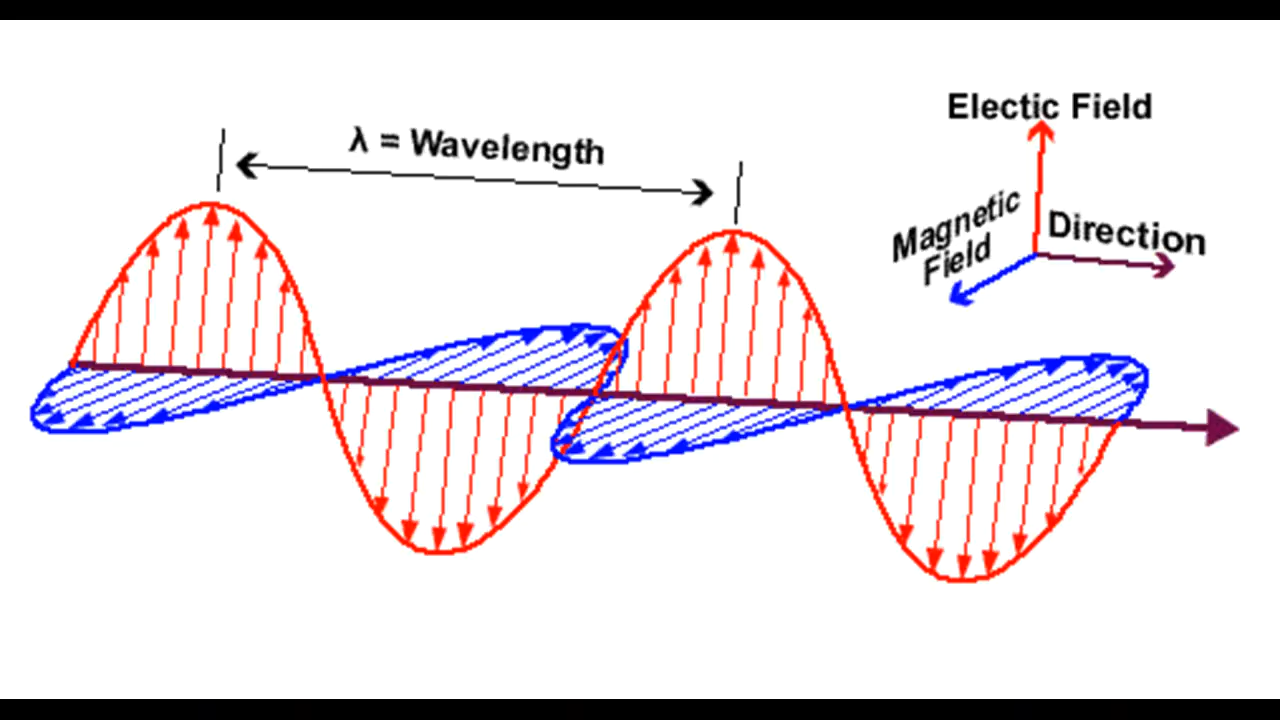 λ = Wavelength
Electic Field
Magnetic
Field
Direction